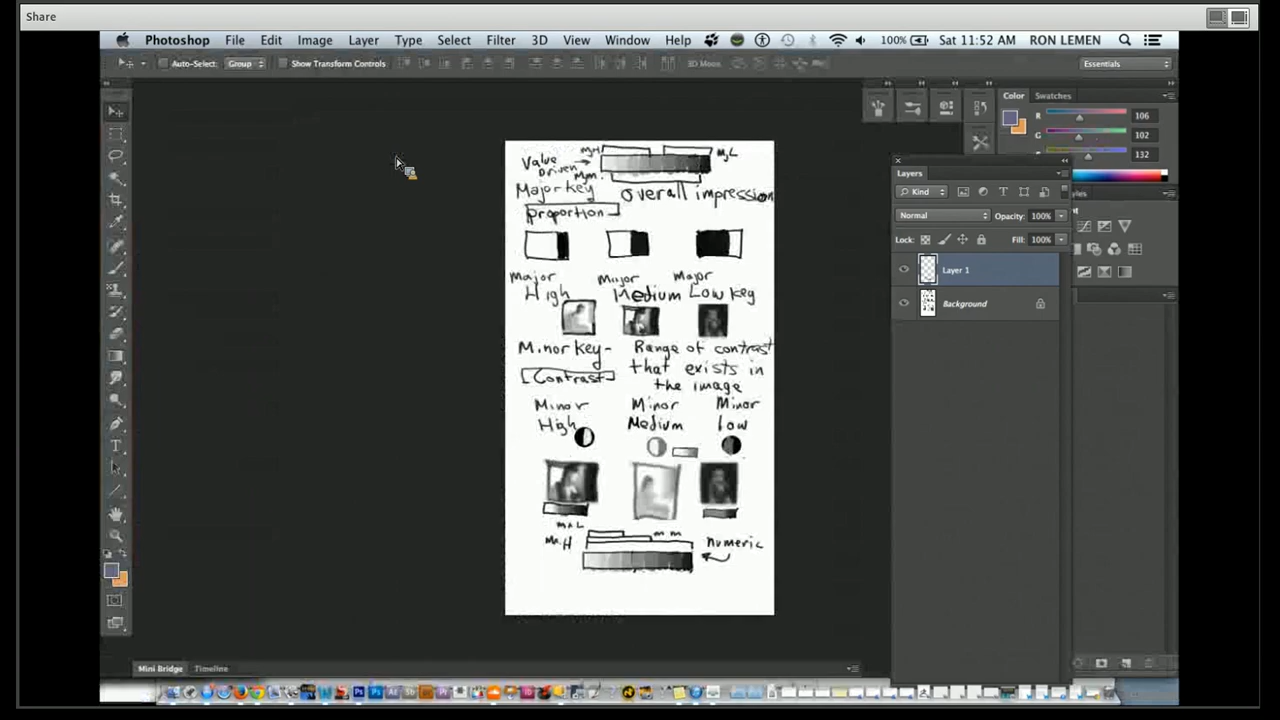 Share
Photoshop File Edit Image Layer Type Select Filter 3D View Window Help 100% Sat 11:52 AM RON LEMEN
Auto-Select: Group Show Transform Controls Essentials
Color Swatches
R 106
G 102
132
Layers
Kind
Normal Opacity: 100%
Lock: Fill: 100%
Layer 1
Background
Value
Driven
Major key
overall impression
proportion
Major Major Major
High Medium Low key
Minor key- Range of contrast
Contrast that exists in
the image
Minor Minor Minor
High Medium Low
numeric
Mini Bridge Timeline